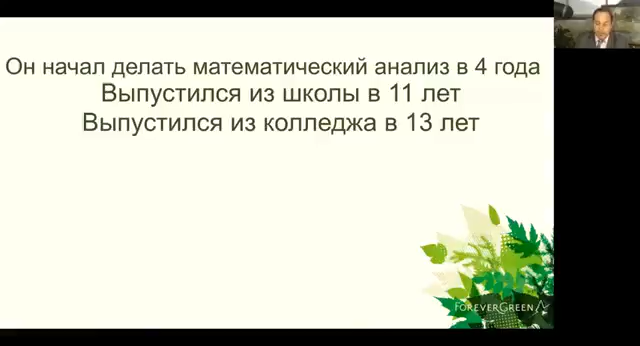 Он начал делать математический анализ в 4 года
Выпустился из школы в 11 лет
Выпустился из колледжа в 13 лет
FOREVERGREEN